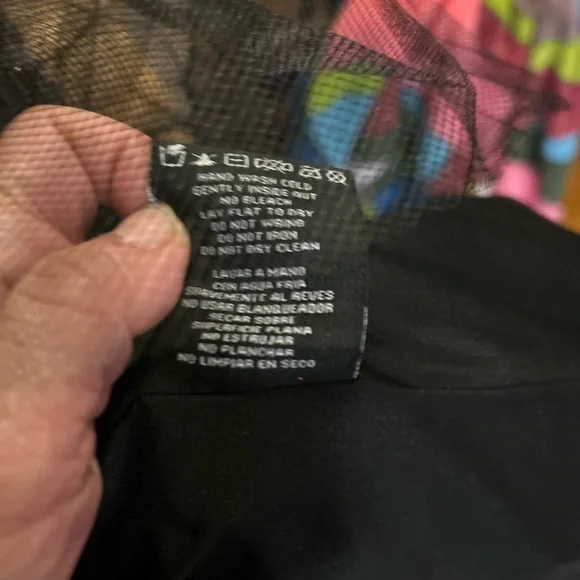 HAND WASH COLD
GENTLY INSIDE OUT
NO BLEACH
LAY FLAT TO DRY
DO NOT WRING
DO NOT IRON
DO NOT DRY CLEAN
LAVAR A MANO
CON AGUA FRIA
SUAVEMENTE AL REVES
NO USAR BLANQUEADOR
SECAR SOBRE
SUPERFICIE PLANA
NO ESTRUJAR
NO PLANCHAR
NO LIMPIAR EN SECO